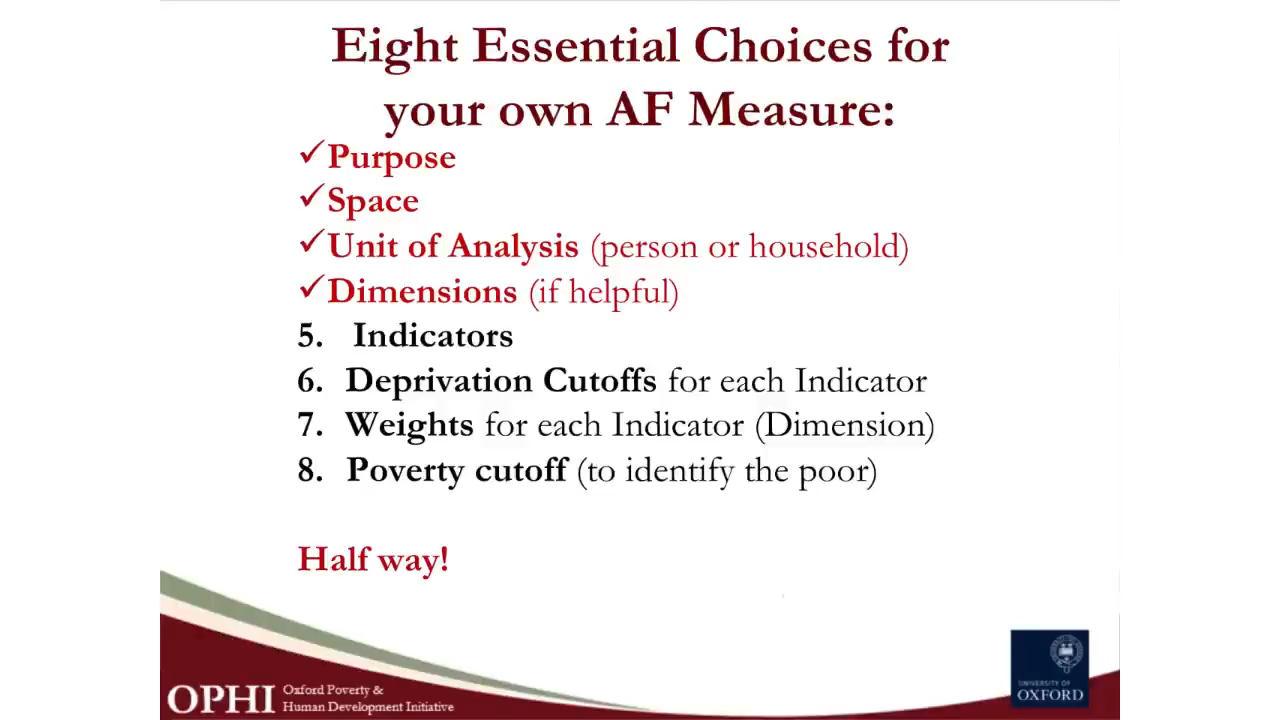 Eight Essential Choices for
your own AF Measure:
✓Purpose
✓Space
✓Unit of Analysis (person or household)
✓Dimensions (if helpful)
5. Indicators
6. Deprivation Cutoffs for each Indicator
7. Weights for each Indicator (Dimension)
8. Poverty cutoff (to identify the poor)
Half way!
OPHI Oxford Poverty &
Human Development Initiative
UNIVERSITY OF
OXFORD